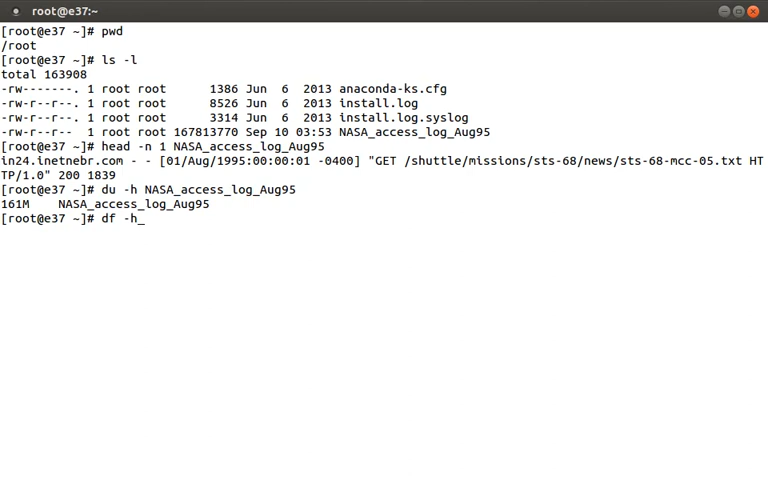 root@e37:~
[root@e37 ~]# pwd
/root
[root@e37 ~]# ls -l
total 163908
-rw-------. 1 root root      1386 Jun  6  2013 anaconda-ks.cfg
-rw-r--r--. 1 root root      8526 Jun  6  2013 install.log
-rw-r--r--. 1 root root      3314 Jun  6  2013 install.log.syslog
-rw-r--r--  1 root root 167813770 Sep 10 03:53 NASA_access_log_Aug95
[root@e37 ~]# head -n 1 NASA_access_log_Aug95
in24.inetnebr.com - - [01/Aug/1995:00:00:01 -0400] "GET /shuttle/missions/sts-68/news/sts-68-mcc-05.txt HT
TP/1.0" 200 1839
[root@e37 ~]# du -h NASA_access_log_Aug95
161M    NASA_access_log_Aug95
[root@e37 ~]# df -h_